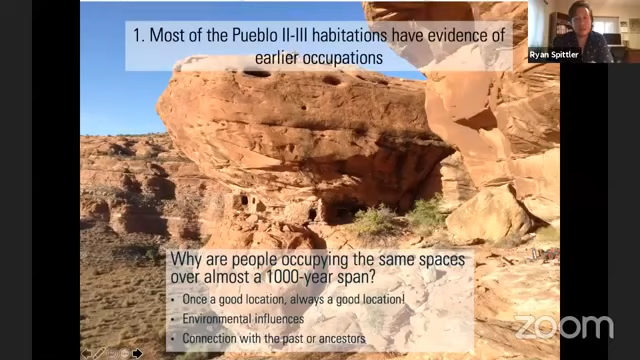 1. Most of the Pueblo II-III habitations have evidence of
earlier occupations
Ryan Spittler
Why are people occupying the same spaces
over almost a 1000-year span?
• Once a good location, always a good location!
• Environmental influences
• Connection with the past or ancestors
zoom